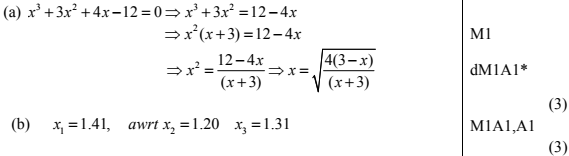 (a) x³ + 3x² + 4x − 12 = 0 ⇒ x³ + 3x² = 12 − 4x
⇒ x²(x + 3) = 12 − 4x M1
⇒ x² = (12 − 4x)/(x + 3) ⇒ x = √(4(3 − x)/(x + 3)) dM1A1*
(3)
(b) x₁ = 1.41, awrt x₂ = 1.20 x₃ = 1.31 M1A1,A1
(3)